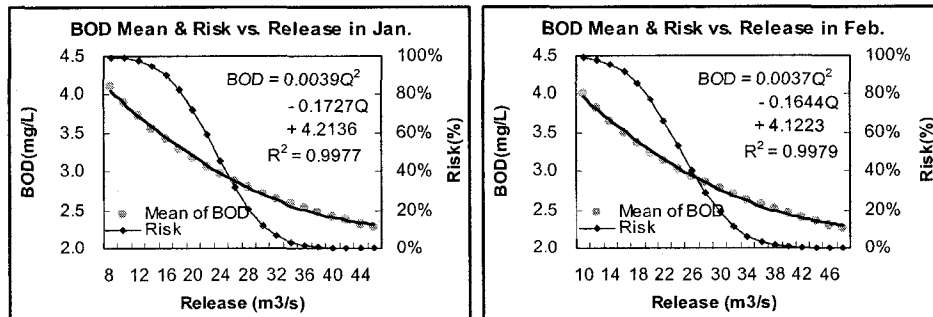 BOD Mean & Risk vs. Release in Jan.
4.5
4.0
3.5
3.0
2.5
2.0
BOD(mg/L)
100%
80%
60%
40%
20%
0%
Risk(%)
BOD = 0.0039Q²
- 0.1727Q
+ 4.2136
R² = 0.9977
Mean of BOD
Risk
8 12 16 20 24 28 32 36 40 44
Release (m3/s)
BOD Mean & Risk vs. Release in Feb.
4.5
4.0
3.5
3.0
2.5
2.0
BOD(mg/L)
100%
80%
60%
40%
20%
0%
Risk(%)
BOD = 0.0037Q²
- 0.1644Q
+ 4.1223
R² = 0.9979
Mean of BOD
Risk
10 14 18 22 26 30 34 38 42 46
Release (m3/s)